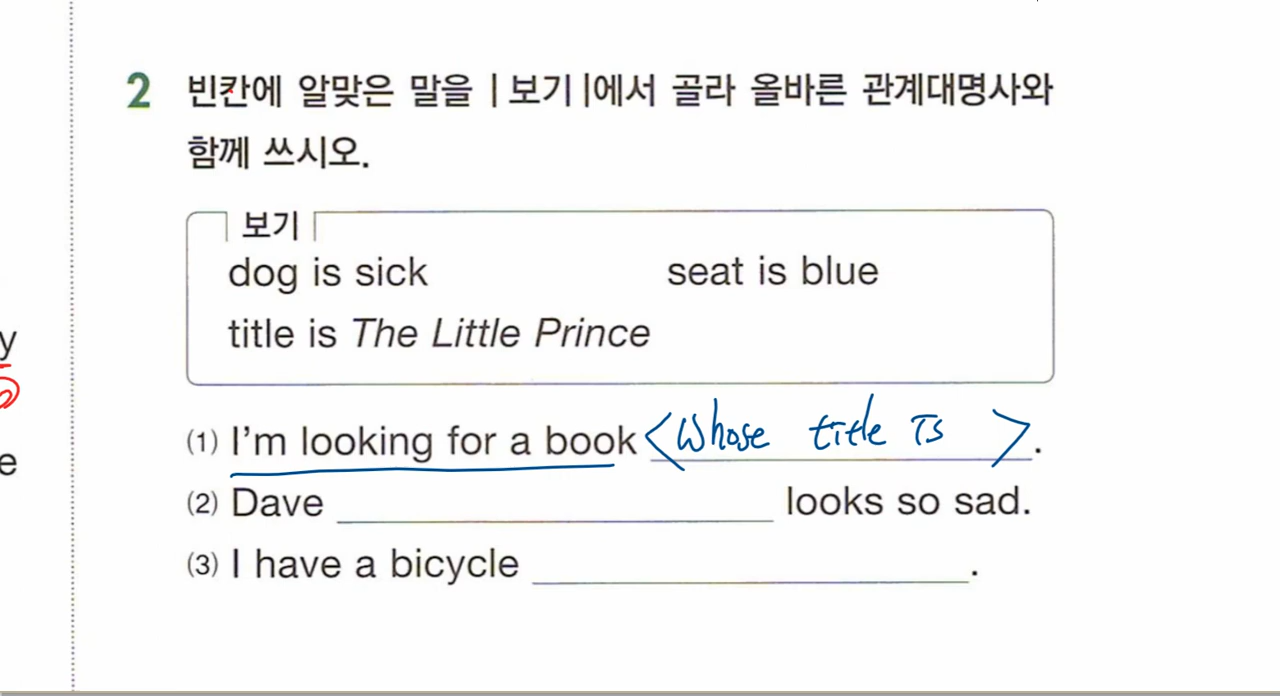 2 빈칸에 알맞은 말을 | 보기 |에서 골라 올바른 관계대명사와
함께 쓰시오.
보기
dog is sick seat is blue
title is The Little Prince
y
(1) I'm looking for a book <whose title is >.
e
(2) Dave ______ looks so sad.
(3) I have a bicycle ______.